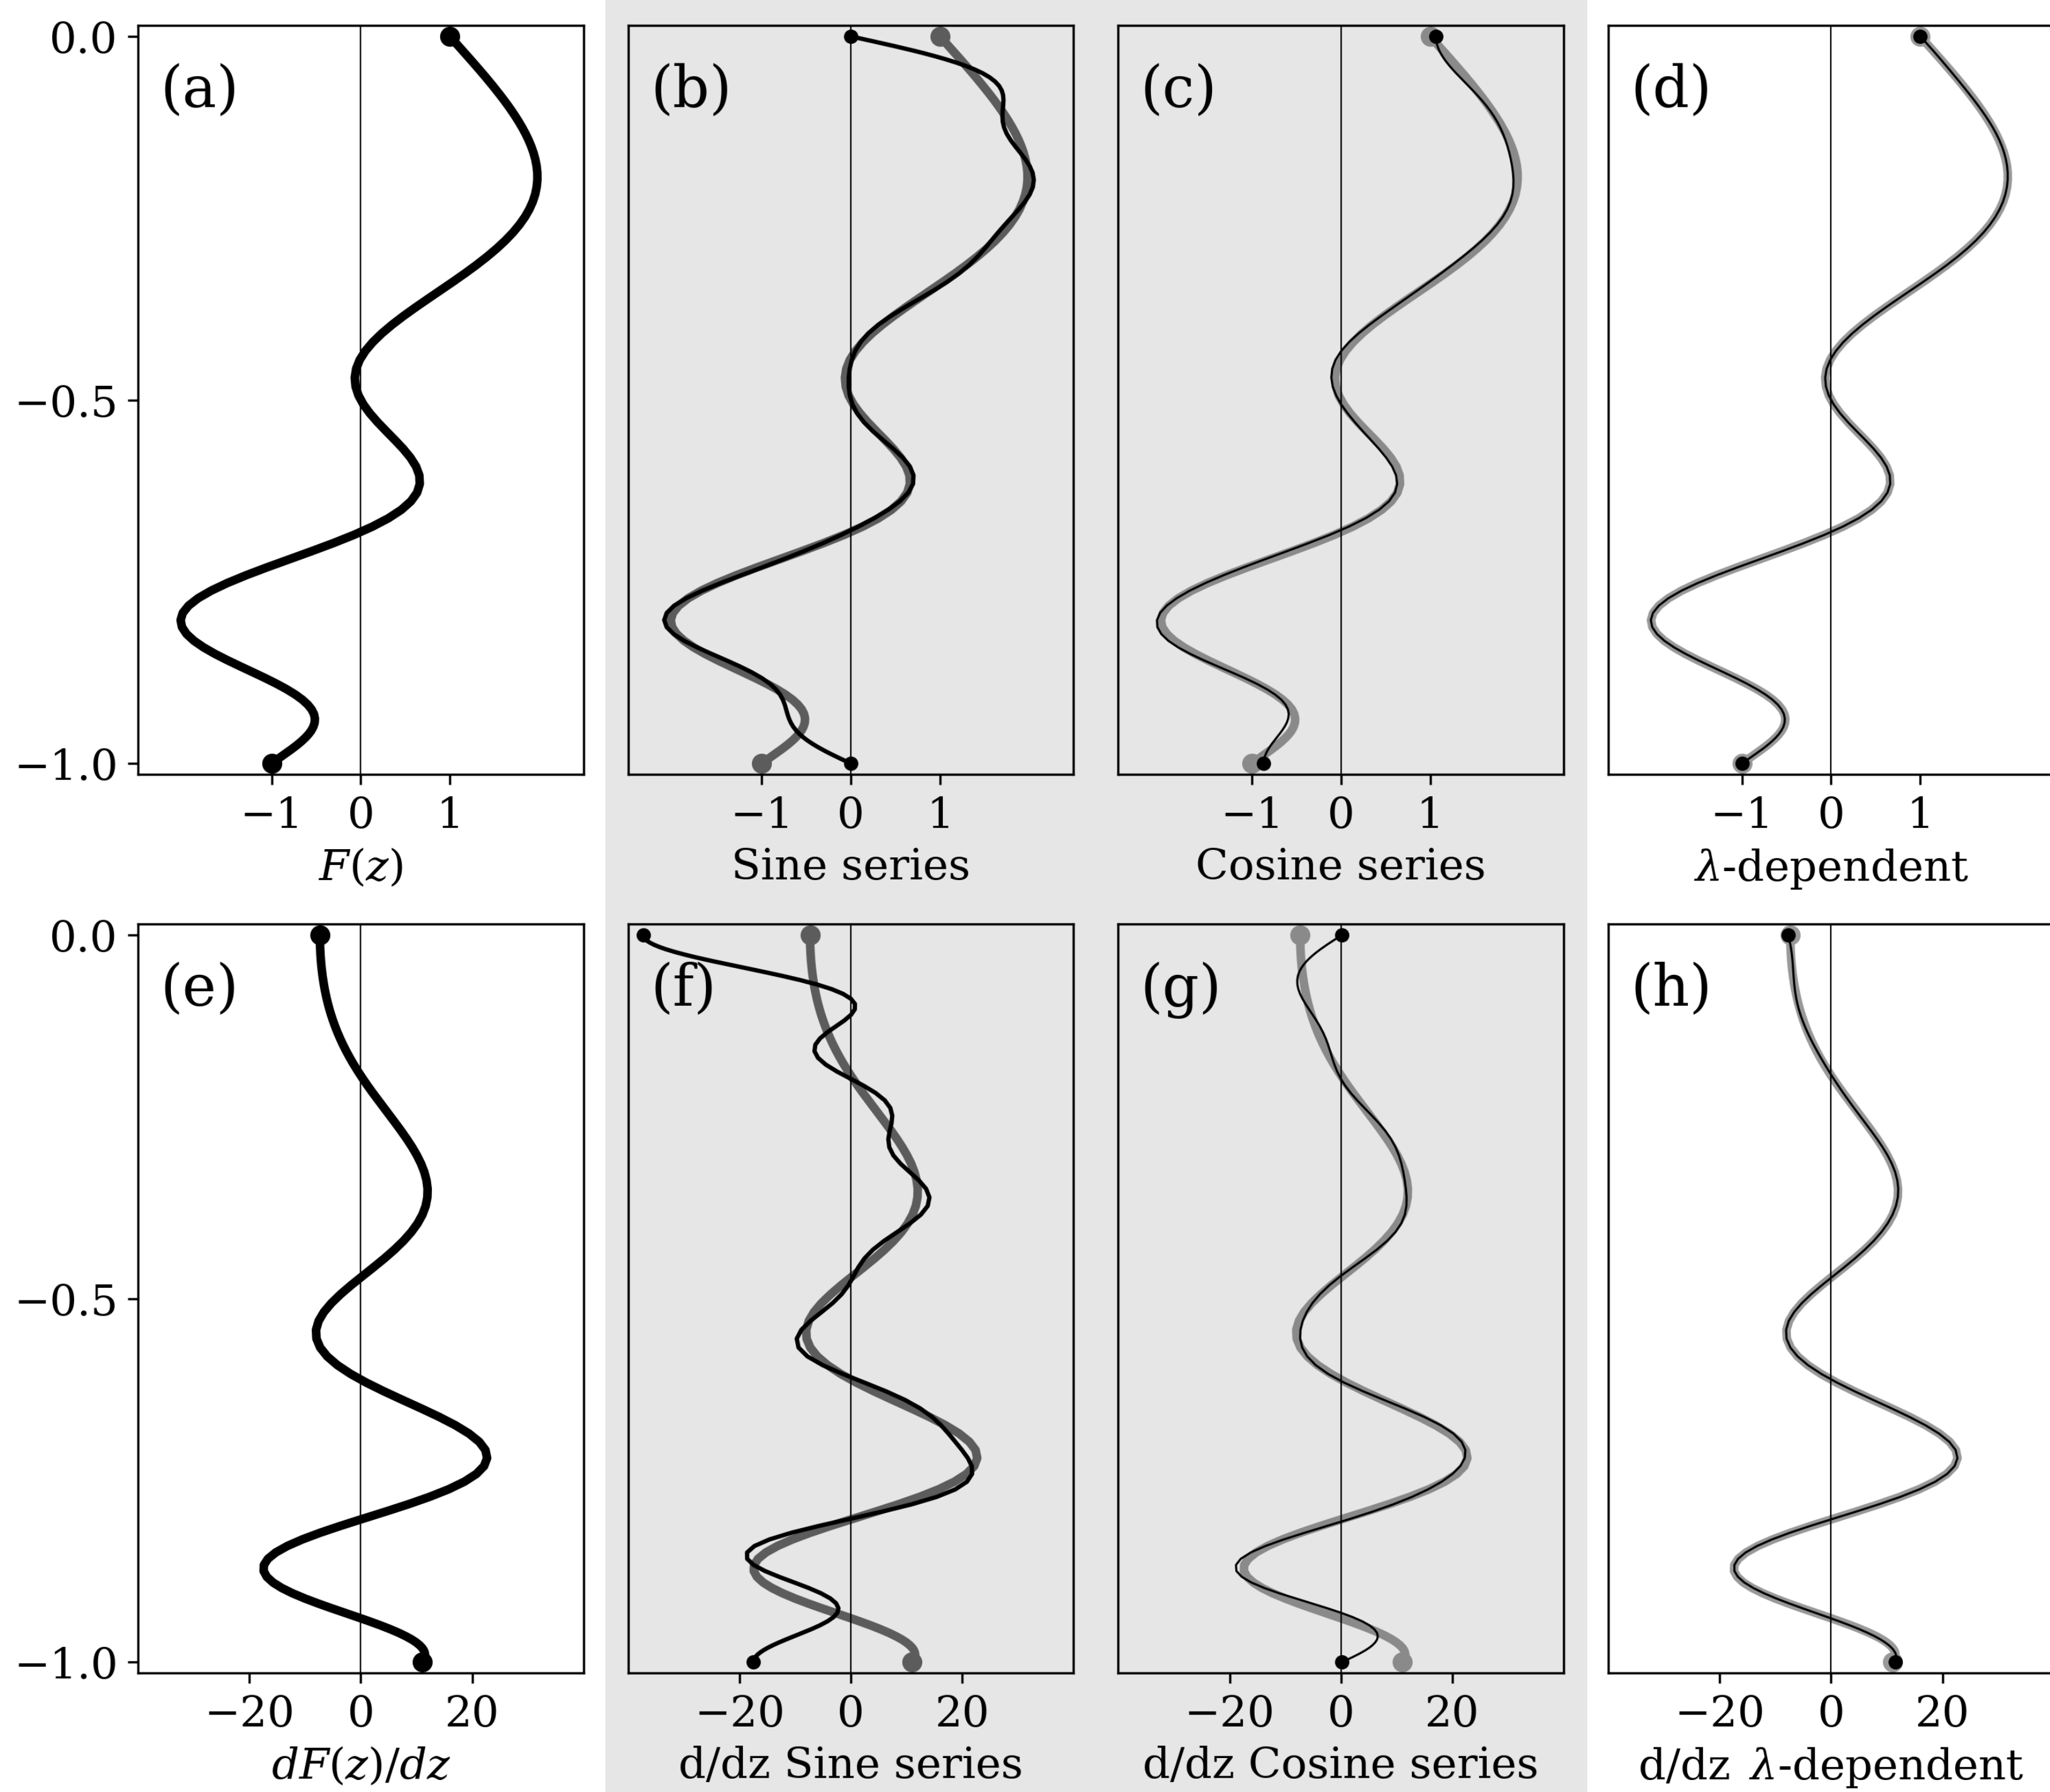 0.0
(a)
(b)
(c)
(d)
−0.5
−1.0
−1 0 1
−1 0 1
−1 0 1
−1 0 1
F(z)
Sine series
Cosine series
λ-dependent
0.0
(e)
(f)
(g)
(h)
−0.5
−1.0
−20 0 20
−20 0 20
−20 0 20
−20 0 20
dF(z)/dz
d/dz Sine series
d/dz Cosine series
d/dz λ-dependent